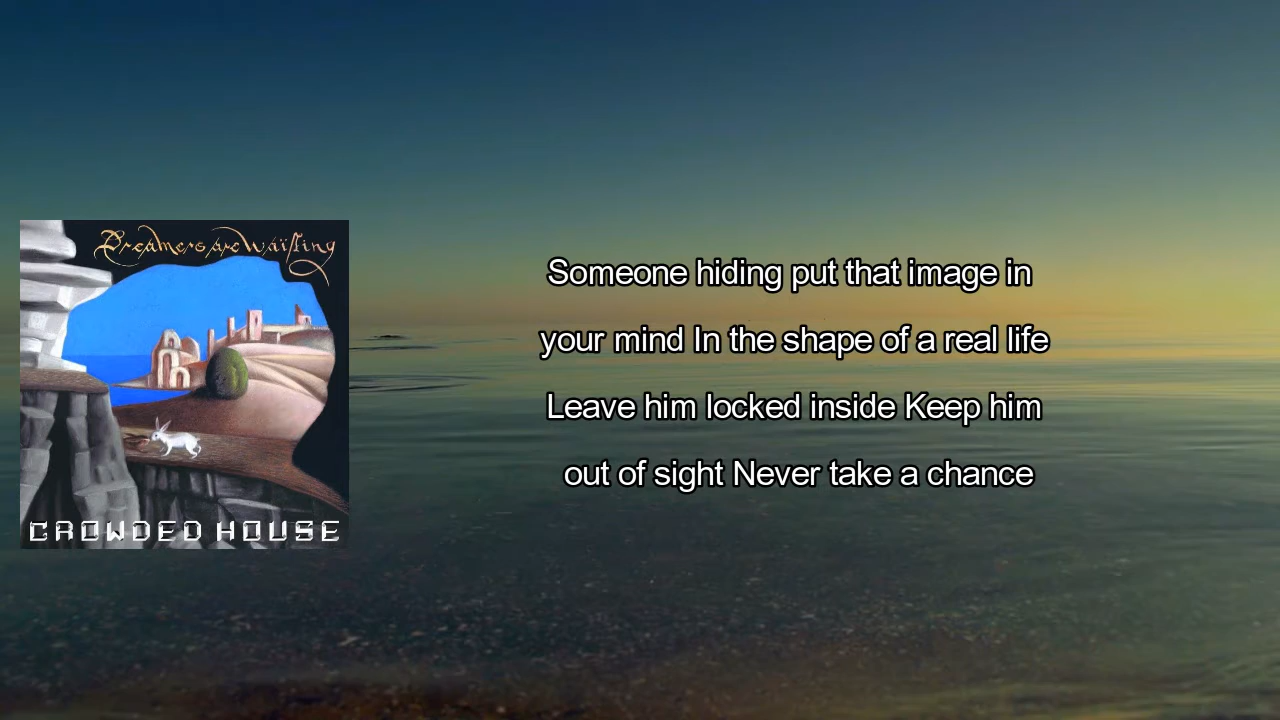 Dreamers are Waiting
CROWDED HOUSE
Someone hiding put that image in
your mind In the shape of a real life
Leave him locked inside Keep him
out of sight Never take a chance